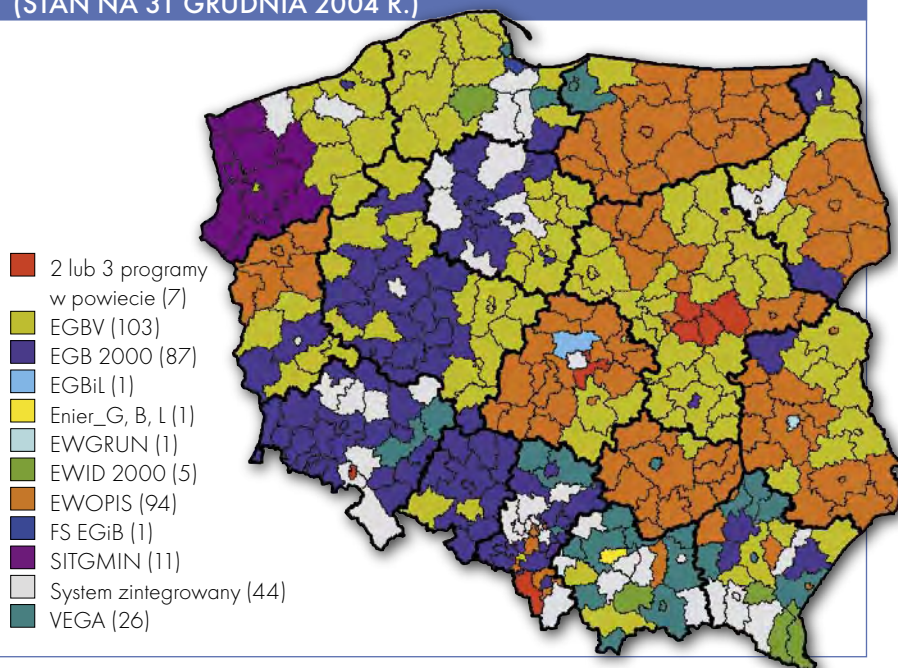 (STAN NA 31 GRUDNIA 2004 R.)
2 lub 3 programy
w powiecie (7)
EGBV (103)
EGB 2000 (87)
EGBiL (1)
Enier_G, B, L (1)
EWGRUN (1)
EWID 2000 (5)
EWOPIS (94)
FS EGiB (1)
SITGMIN (11)
System zintegrowany (44)
VEGA (26)